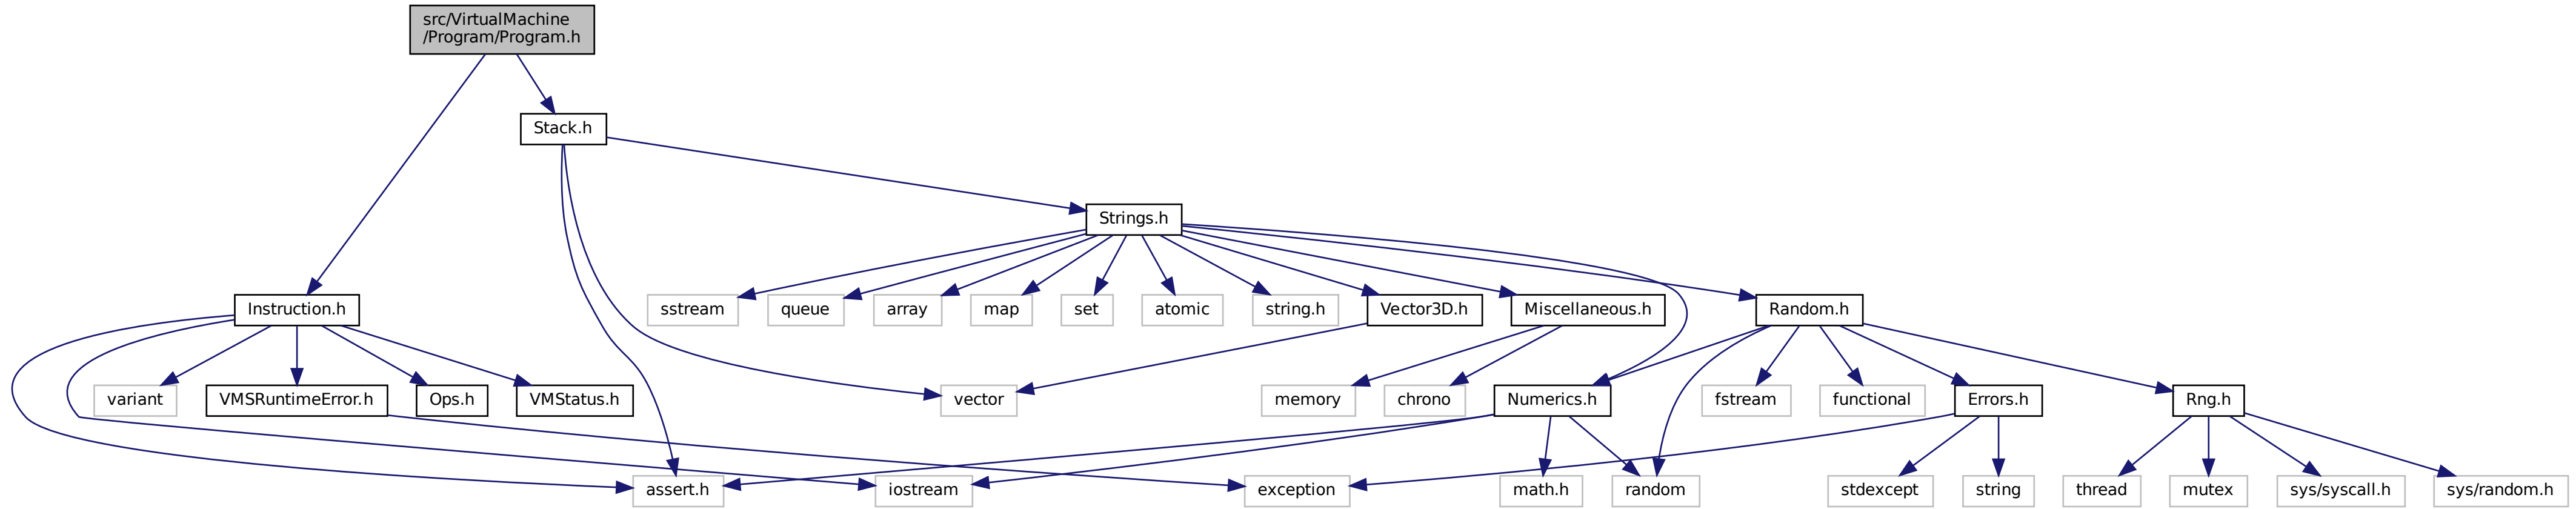 src/VirtualMachine
/Program/Program.h
Stack.h
Strings.h
Instruction.h
sstream
queue
array
map
set
atomic
string.h
Vector3D.h
Miscellaneous.h
Random.h
variant
VMSRuntimeError.h
Ops.h
VMStatus.h
vector
memory
chrono
Numerics.h
fstream
functional
Errors.h
Rng.h
assert.h
iostream
exception
math.h
random
stdexcept
string
thread
mutex
sys/syscall.h
sys/random.h